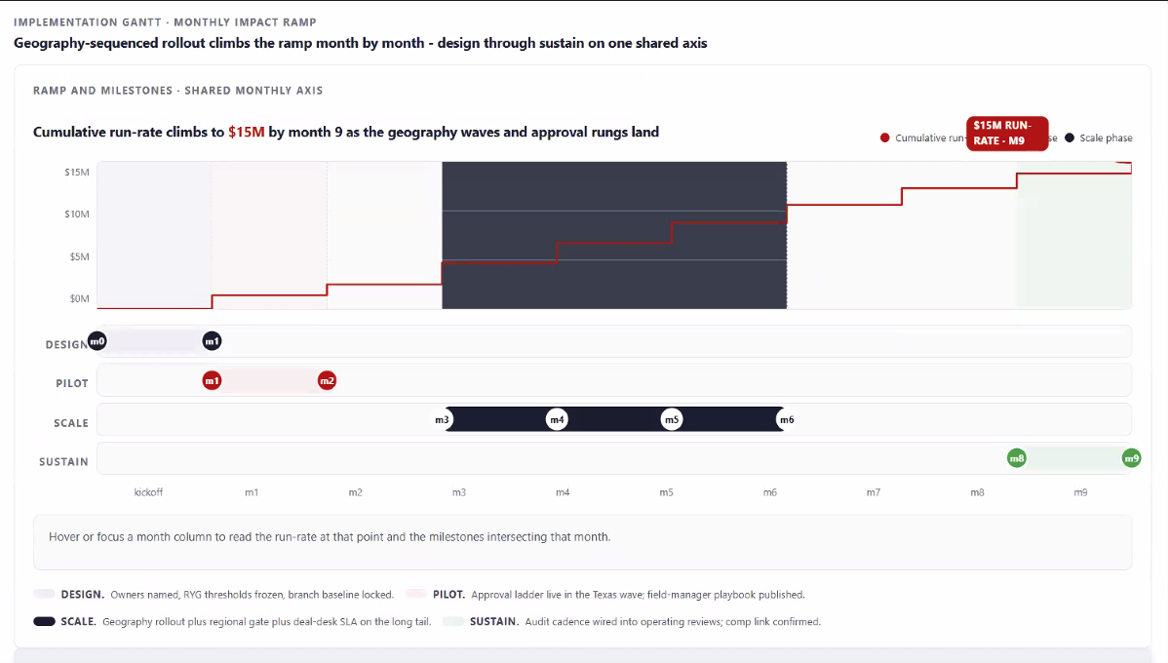 IMPLEMENTATION GANTT · MONTHLY IMPACT RAMP
Geography-sequenced rollout climbs the ramp month by month - design through sustain on one shared axis
RAMP AND MILESTONES · SHARED MONTHLY AXIS
Cumulative run-rate climbs to $15M by month 9 as the geography waves and approval rungs land
Cumulative run-
$15M RUN-
RATE - M9
Scale phase
$15M
$10M
$5M
$0M
DESIGN m0 m1
PILOT m1 m2
SCALE m3 m4 m5 m6
SUSTAIN m8 m9
kickoff m1 m2 m3 m4 m5 m6 m7 m8 m9
Hover or focus a month column to read the run-rate at that point and the milestones intersecting that month.
DESIGN. Owners named, RYG thresholds frozen, branch baseline locked. PILOT. Approval ladder live in the Texas wave; field-manager playbook published.
SCALE. Geography rollout plus regional gate plus deal-desk SLA on the long tail. SUSTAIN. Audit cadence wired into operating reviews; comp link confirmed.